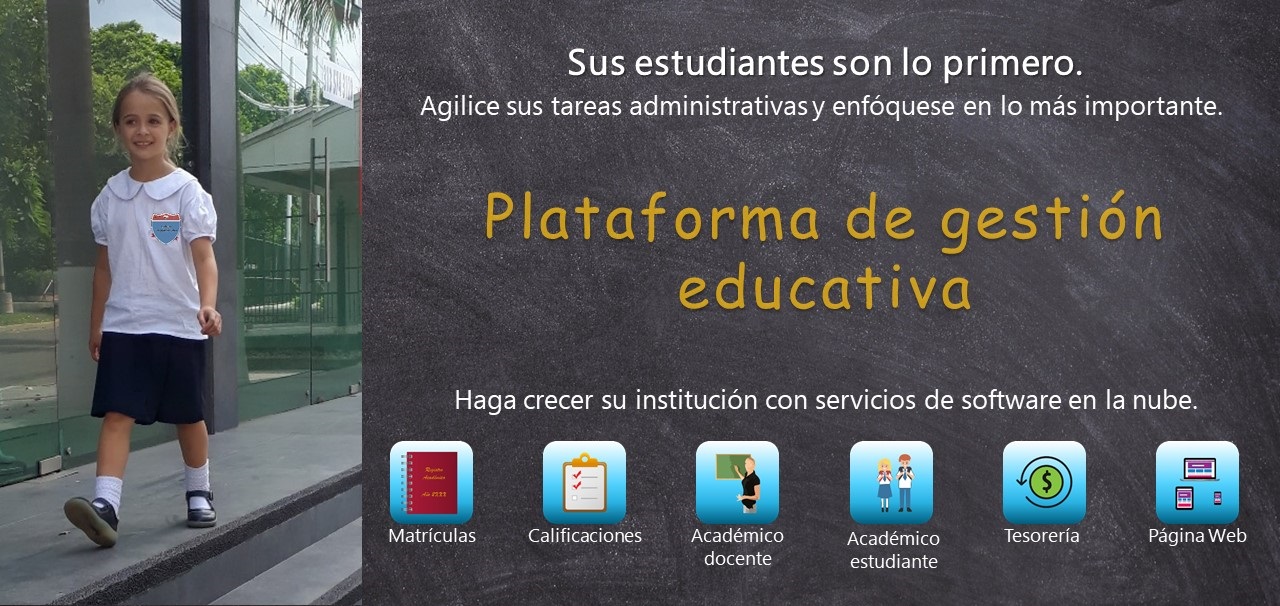 Sus estudiantes son lo primero.
Agilice sus tareas administrativas y enfóquese en lo más importante.
Plataforma de gestión
educativa
Haga crecer su institución con servicios de software en la nube.
Registro
Académico
Matrículas
Calificaciones
Académico
docente
Académico
estudiante
Tesorería
Página Web